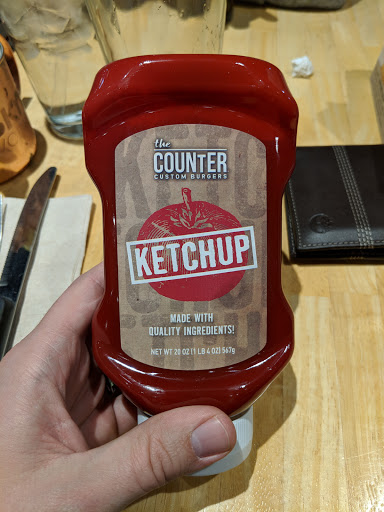 the
COUNTER
CUSTOM BURGERS
KETCHUP
MADE WITH
QUALITY INGREDIENTS!
NET WT 20 OZ (1 LB 4 OZ) 567g